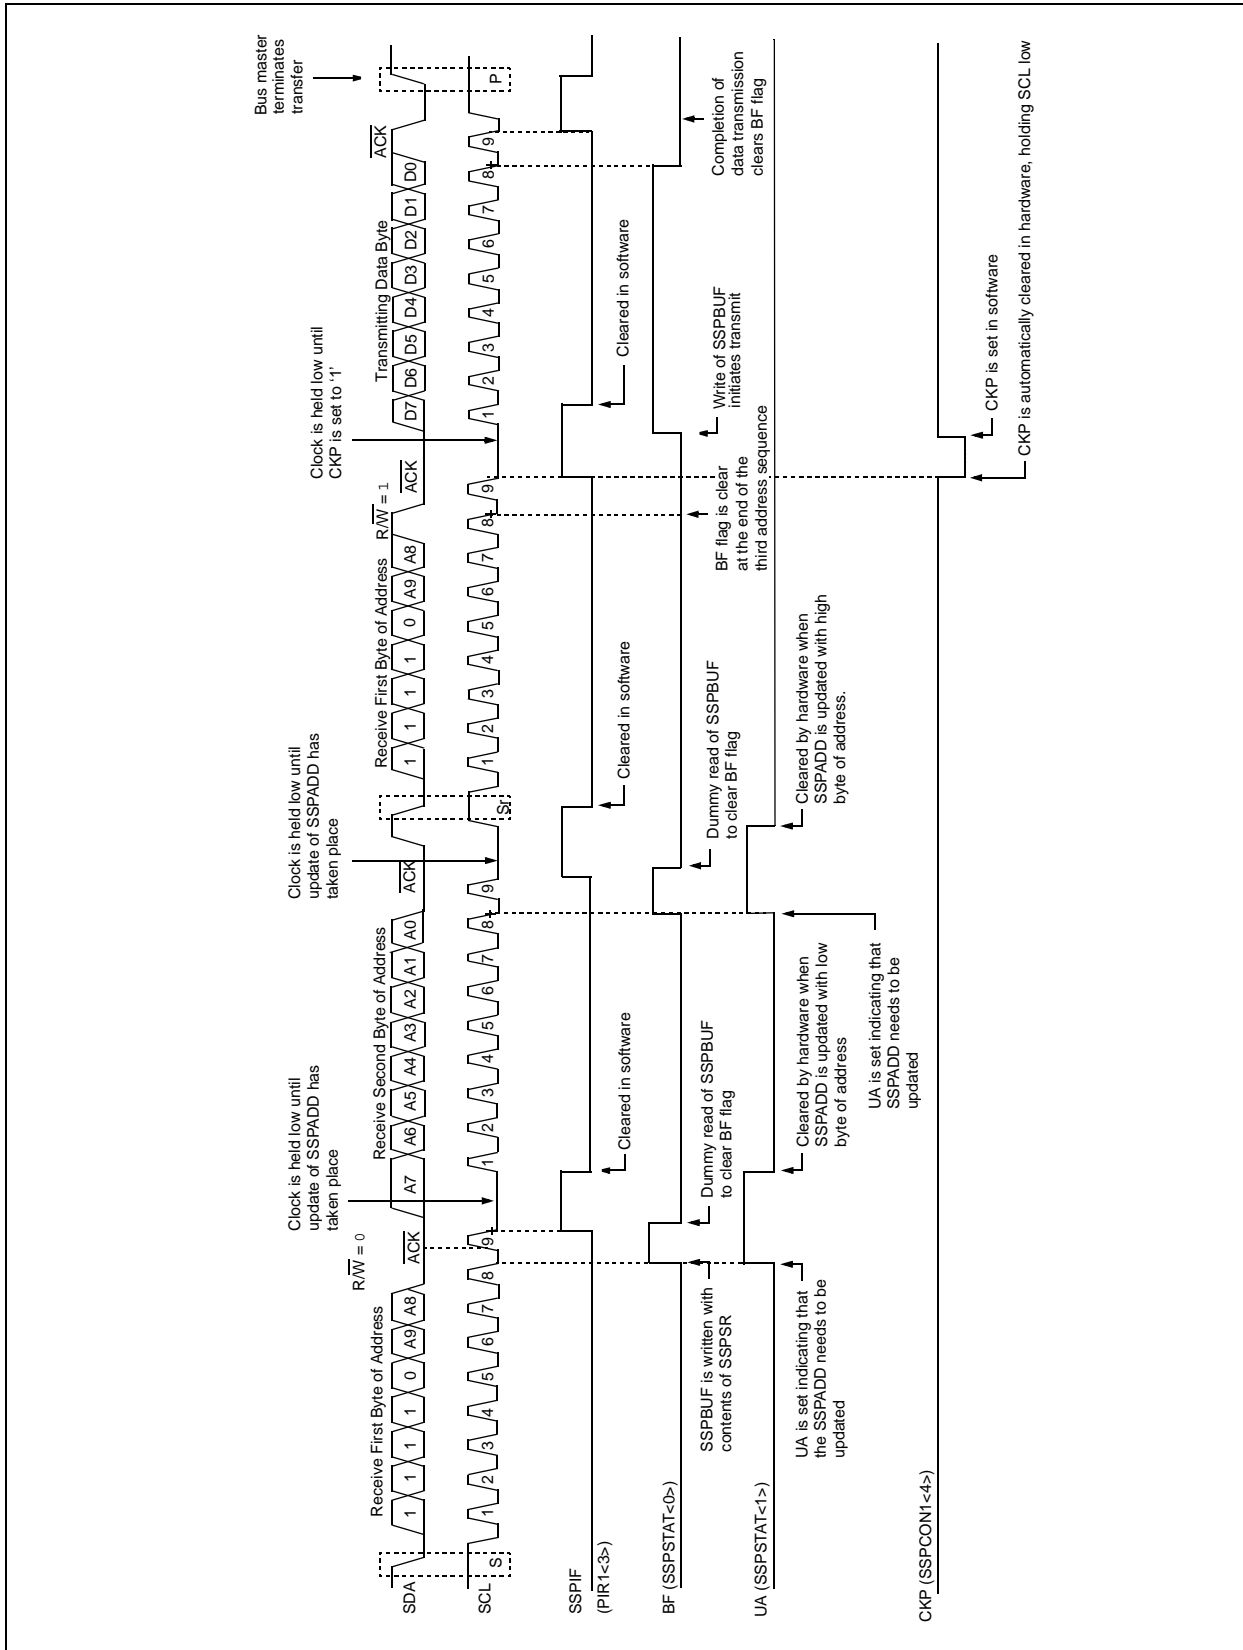 Bus master
terminates
transfer
Clock is held low until
CKP is set to ‘1’
Clock is held low until
update of SSPADD has
taken place
Clock is held low until
update of SSPADD has
taken place
R/W = 0
R/W = 1
Receive First Byte of Address
ACK
Receive Second Byte of Address
ACK
Receive First Byte of Address
ACK
Transmitting Data Byte
ACK
SDA
1 1 1 1 0 A9 A8
A7 A6 A5 A4 A3 A2 A1 A0
1 1 1 1 0 A9 A8
D7 D6 D5 D4 D3 D2 D1 D0
SCL
S 1 2 3 4 5 6 7 8 9
1 2 3 4 5 6 7 8 9
Sr 1 2 3 4 5 6 7 8 9
1 2 3 4 5 6 7 8 9 P
SSPIF
(PIR1<3>)
Cleared in software
Cleared in software
Cleared in software
BF (SSPSTAT<0>)
SSPBUF is written with
contents of SSPSR
Dummy read of SSPBUF
to clear BF flag
Dummy read of SSPBUF
to clear BF flag
BF flag is clear
at the end of the
third address sequence
Write of SSPBUF
initiates transmit
Completion of
data transmission
clears BF flag
UA (SSPSTAT<1>)
UA is set indicating that
the SSPADD needs to be
updated
Cleared by hardware when
SSPADD is updated with low
byte of address
UA is set indicating that
SSPADD needs to be
updated
Cleared by hardware when
SSPADD is updated with high
byte of address.
CKP (SSPCON1<4>)
CKP is set in software
CKP is automatically cleared in hardware, holding SCL low